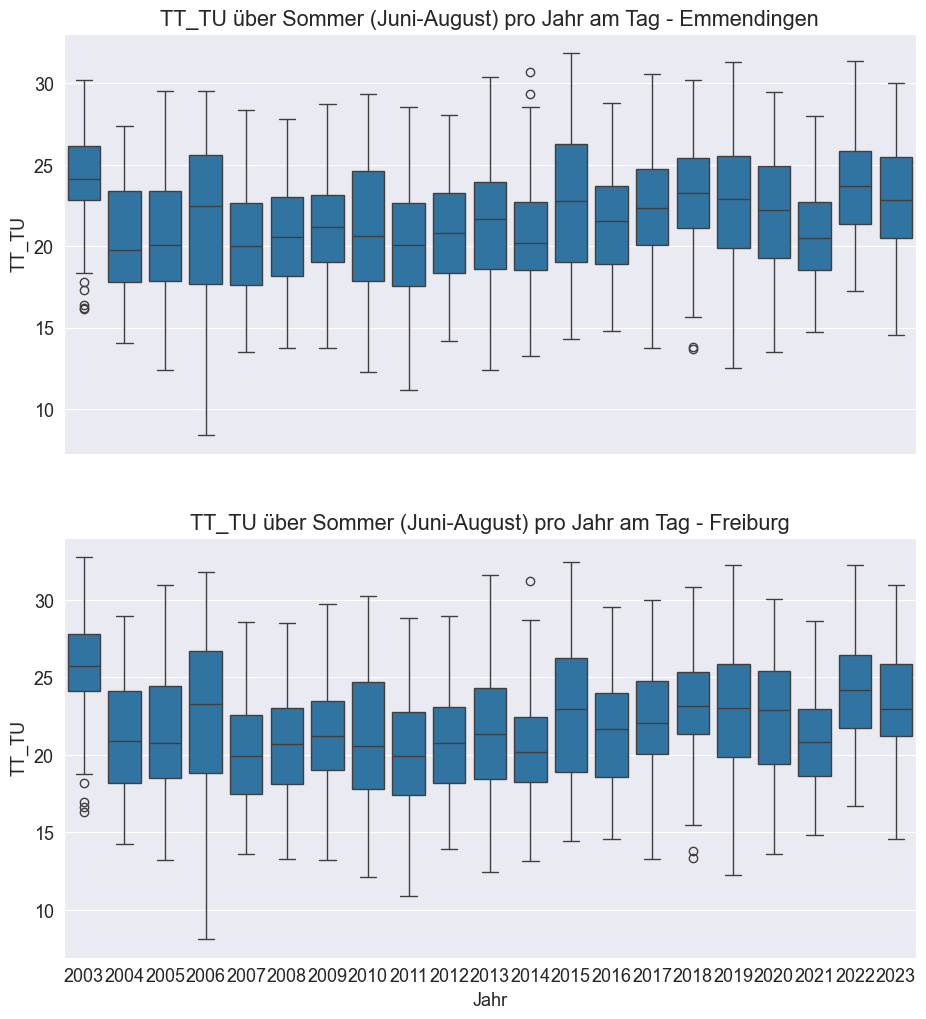 TT_TU über Sommer (Juni-August) pro Jahr am Tag - Emmendingen
30
25
20
15
10
TT_TU
TT_TU über Sommer (Juni-August) pro Jahr am Tag - Freiburg
30
25
20
15
10
TT_TU
2003 2004 2005 2006 2007 2008 2009 2010 2011 2012 2013 2014 2015 2016 2017 2018 2019 2020 2021 2022 2023
Jahr